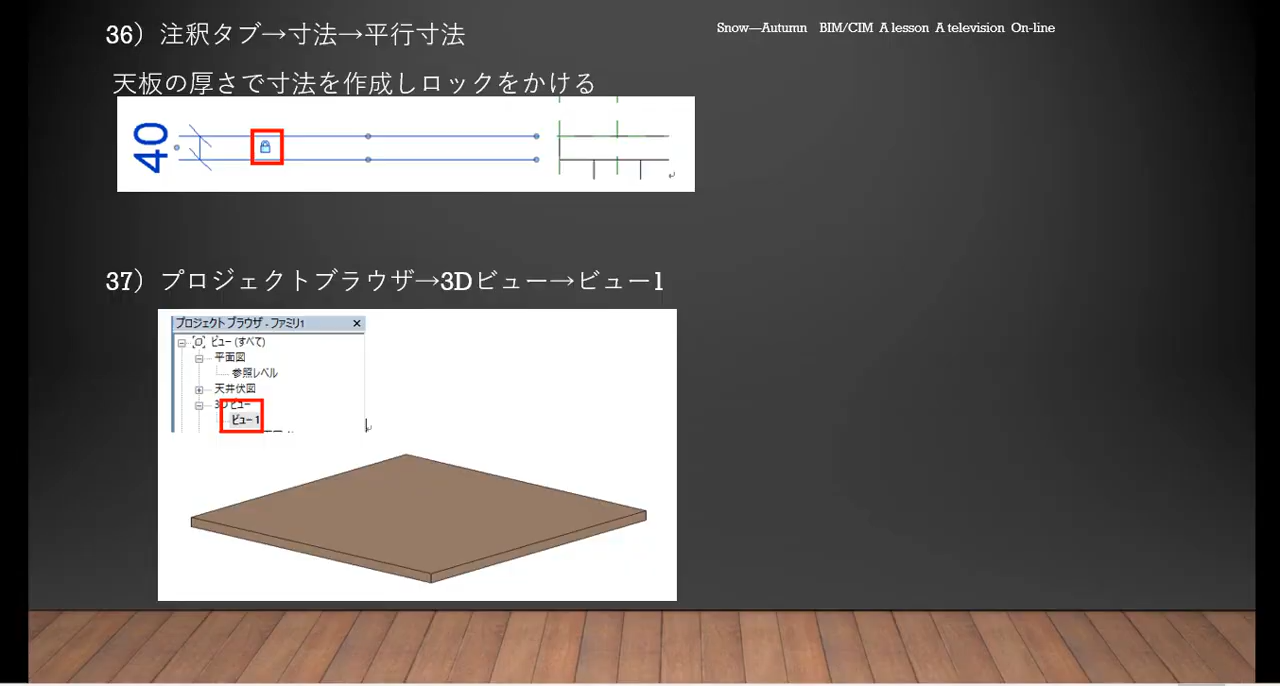 36）注釈タブ→寸法→平行寸法
Snow—Autumn BIM/CIM A lesson A television On-line
天板の厚さで寸法を作成しロックをかける
40
37）プロジェクトブラウザ→3Dビュー→ビュー1
プロジェクト ブラウザ - ファミリ1
ビュー (すべて)
平面図
参照レベル
天井伏図
3Dビュー
ビュー 1